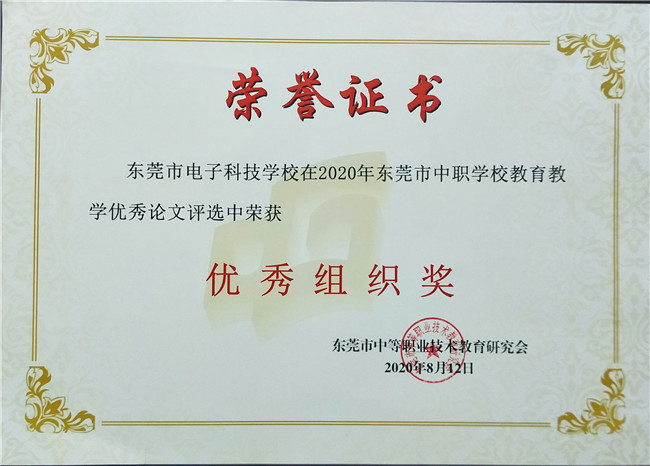 荣誉证书
东莞市电子科技学校在2020年东莞市中职学校教育教
学优秀论文评选中荣获
优秀组织奖
东莞市中等职业技术教育研究会
2020年8月12日